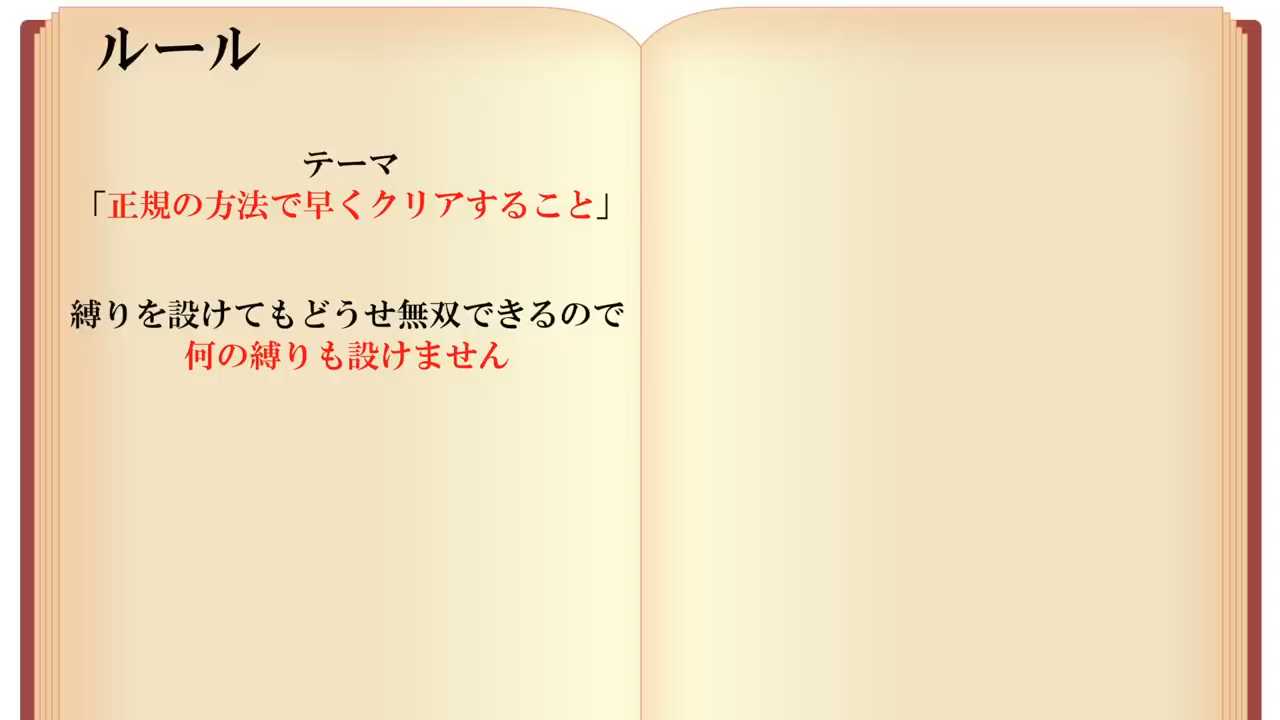 ルール
テーマ
「正規の方法で早くクリアすること」
縛りを設けてもどうせ無双できるので
何の縛りも設けません